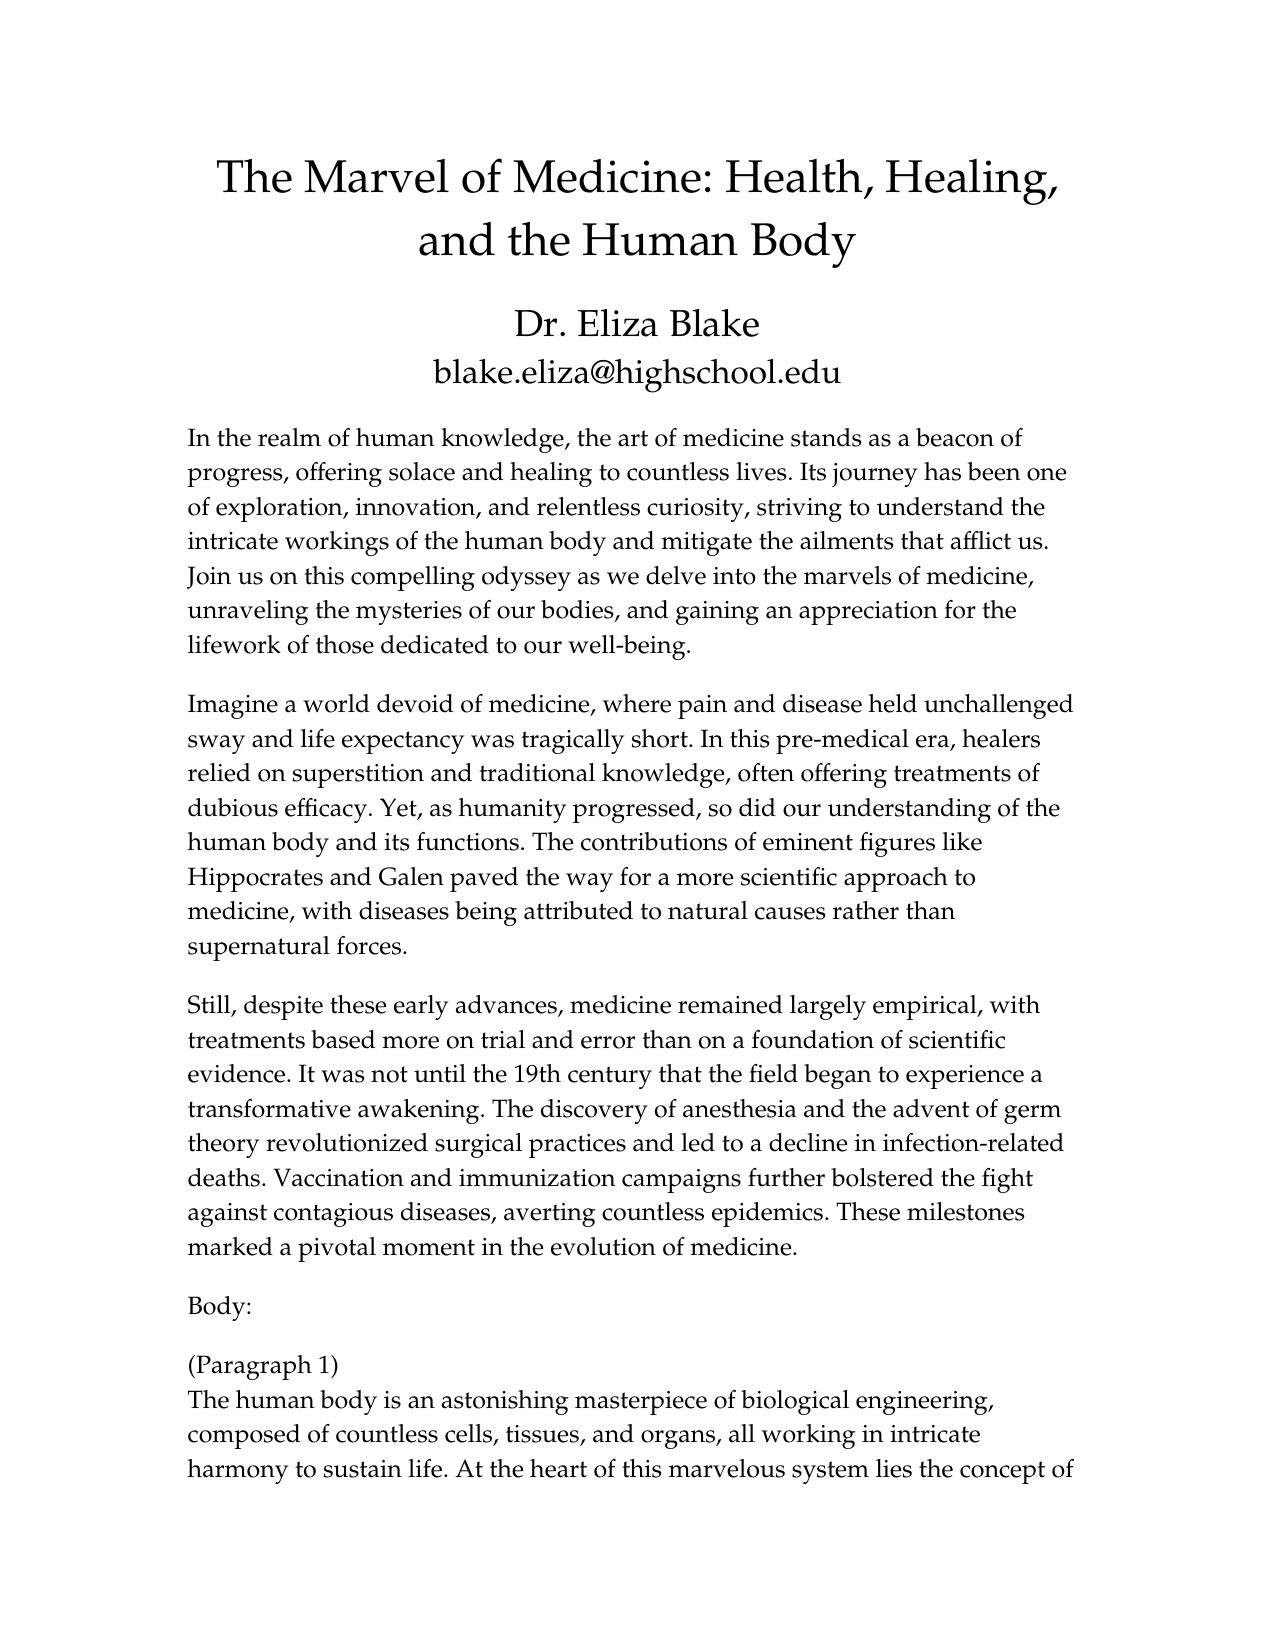 The Marvel of Medicine: Health, Healing,
and the Human Body
Dr. Eliza Blake
blake.eliza@highschool.edu
In the realm of human knowledge, the art of medicine stands as a beacon of
progress, offering solace and healing to countless lives. Its journey has been one
of exploration, innovation, and relentless curiosity, striving to understand the
intricate workings of the human body and mitigate the ailments that afflict us.
Join us on this compelling odyssey as we delve into the marvels of medicine,
unraveling the mysteries of our bodies, and gaining an appreciation for the
lifework of those dedicated to our well-being.
Imagine a world devoid of medicine, where pain and disease held unchallenged
sway and life expectancy was tragically short. In this pre-medical era, healers
relied on superstition and traditional knowledge, often offering treatments of
dubious efficacy. Yet, as humanity progressed, so did our understanding of the
human body and its functions. The contributions of eminent figures like
Hippocrates and Galen paved the way for a more scientific approach to
medicine, with diseases being attributed to natural causes rather than
supernatural forces.
Still, despite these early advances, medicine remained largely empirical, with
treatments based more on trial and error than on a foundation of scientific
evidence. It was not until the 19th century that the field began to experience a
transformative awakening. The discovery of anesthesia and the advent of germ
theory revolutionized surgical practices and led to a decline in infection-related
deaths. Vaccination and immunization campaigns further bolstered the fight
against contagious diseases, averting countless epidemics. These milestones
marked a pivotal moment in the evolution of medicine.
Body:
(Paragraph 1)
The human body is an astonishing masterpiece of biological engineering,
composed of countless cells, tissues, and organs, all working in intricate
harmony to sustain life. At the heart of this marvelous system lies the concept of